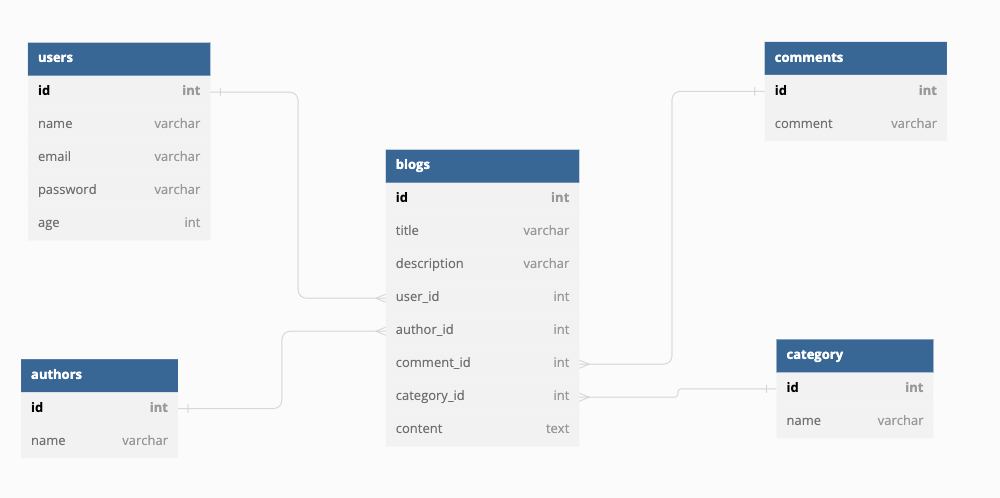 users
id int
name varchar
email varchar
password varchar
age int
authors
id int
name varchar
blogs
id int
title varchar
description varchar
user_id int
author_id int
comment_id int
category_id int
content text
comments
id int
comment varchar
category
id int
name varchar